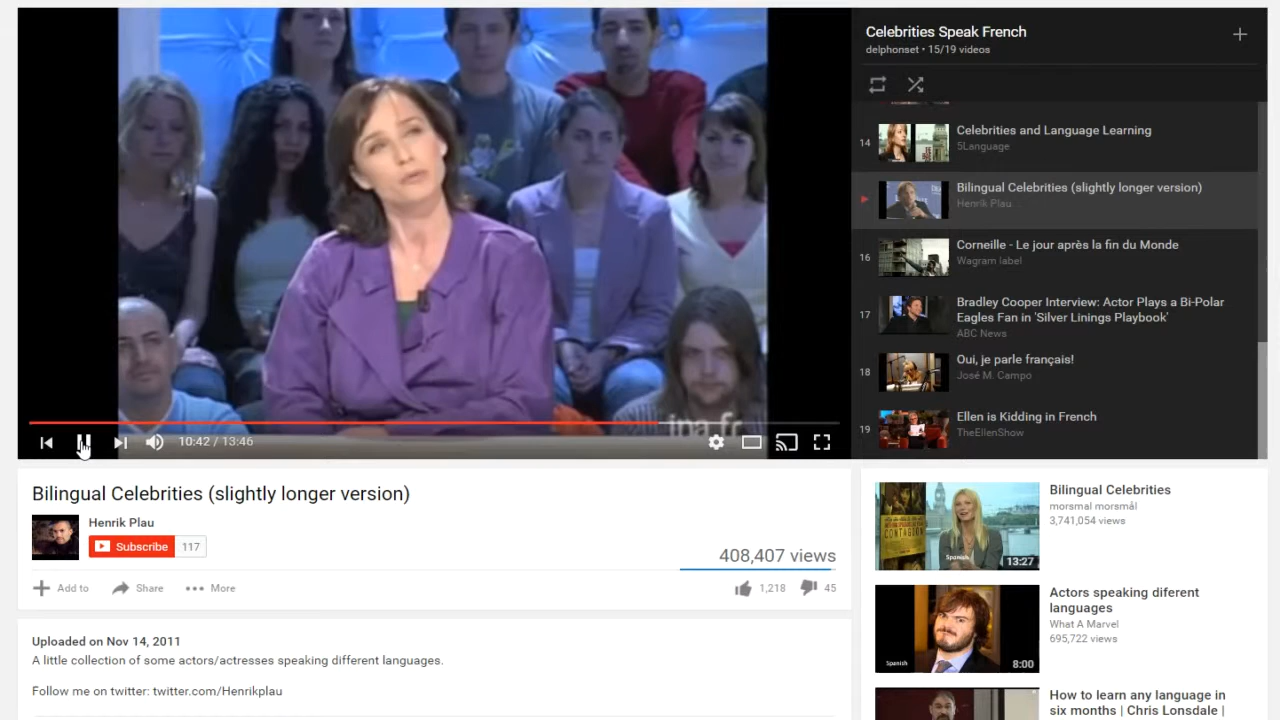 ina.fr
10:42 / 13:46
Celebrities Speak French
delphonset • 15/19 videos
14
Celebrities and Language Learning
5Language
Bilingual Celebrities (slightly longer version)
Henrik Plau
16
Corneille - Le jour après la fin du Monde
Wagram label
17
Bradley Cooper Interview: Actor Plays a Bi-Polar
Eagles Fan in 'Silver Linings Playbook'
ABC News
18
Oui, je parle français!
José M. Campo
19
Ellen is Kidding in French
TheEllenShow
Bilingual Celebrities (slightly longer version)
Henrik Plau
Subscribe 117
408,407 views
Add to Share More
1,218 45
Uploaded on Nov 14, 2011
A little collection of some actors/actresses speaking different languages.
Follow me on twitter: twitter.com/Henrikplau
CONTAGION
Spanish
13:27
Bilingual Celebrities
morsmal morsmål
3,741,054 views
Spanish
8:00
Actors speaking diferent
languages
What A Marvel
695,722 views
How to learn any language in
six months | Chris Lonsdale |